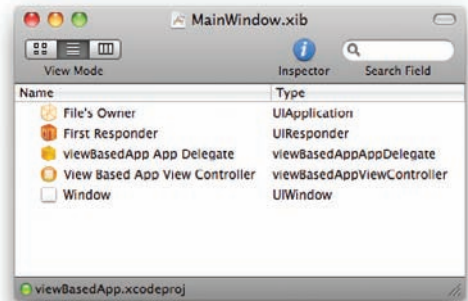 MainWindow.xib
View Mode Inspector Search Field
Name Type
File's Owner UIApplication
First Responder UIResponder
viewBasedApp App Delegate viewBasedAppAppDelegate
View Based App View Controller viewBasedAppViewController
Window UIWindow
viewBasedApp.xcodeproj